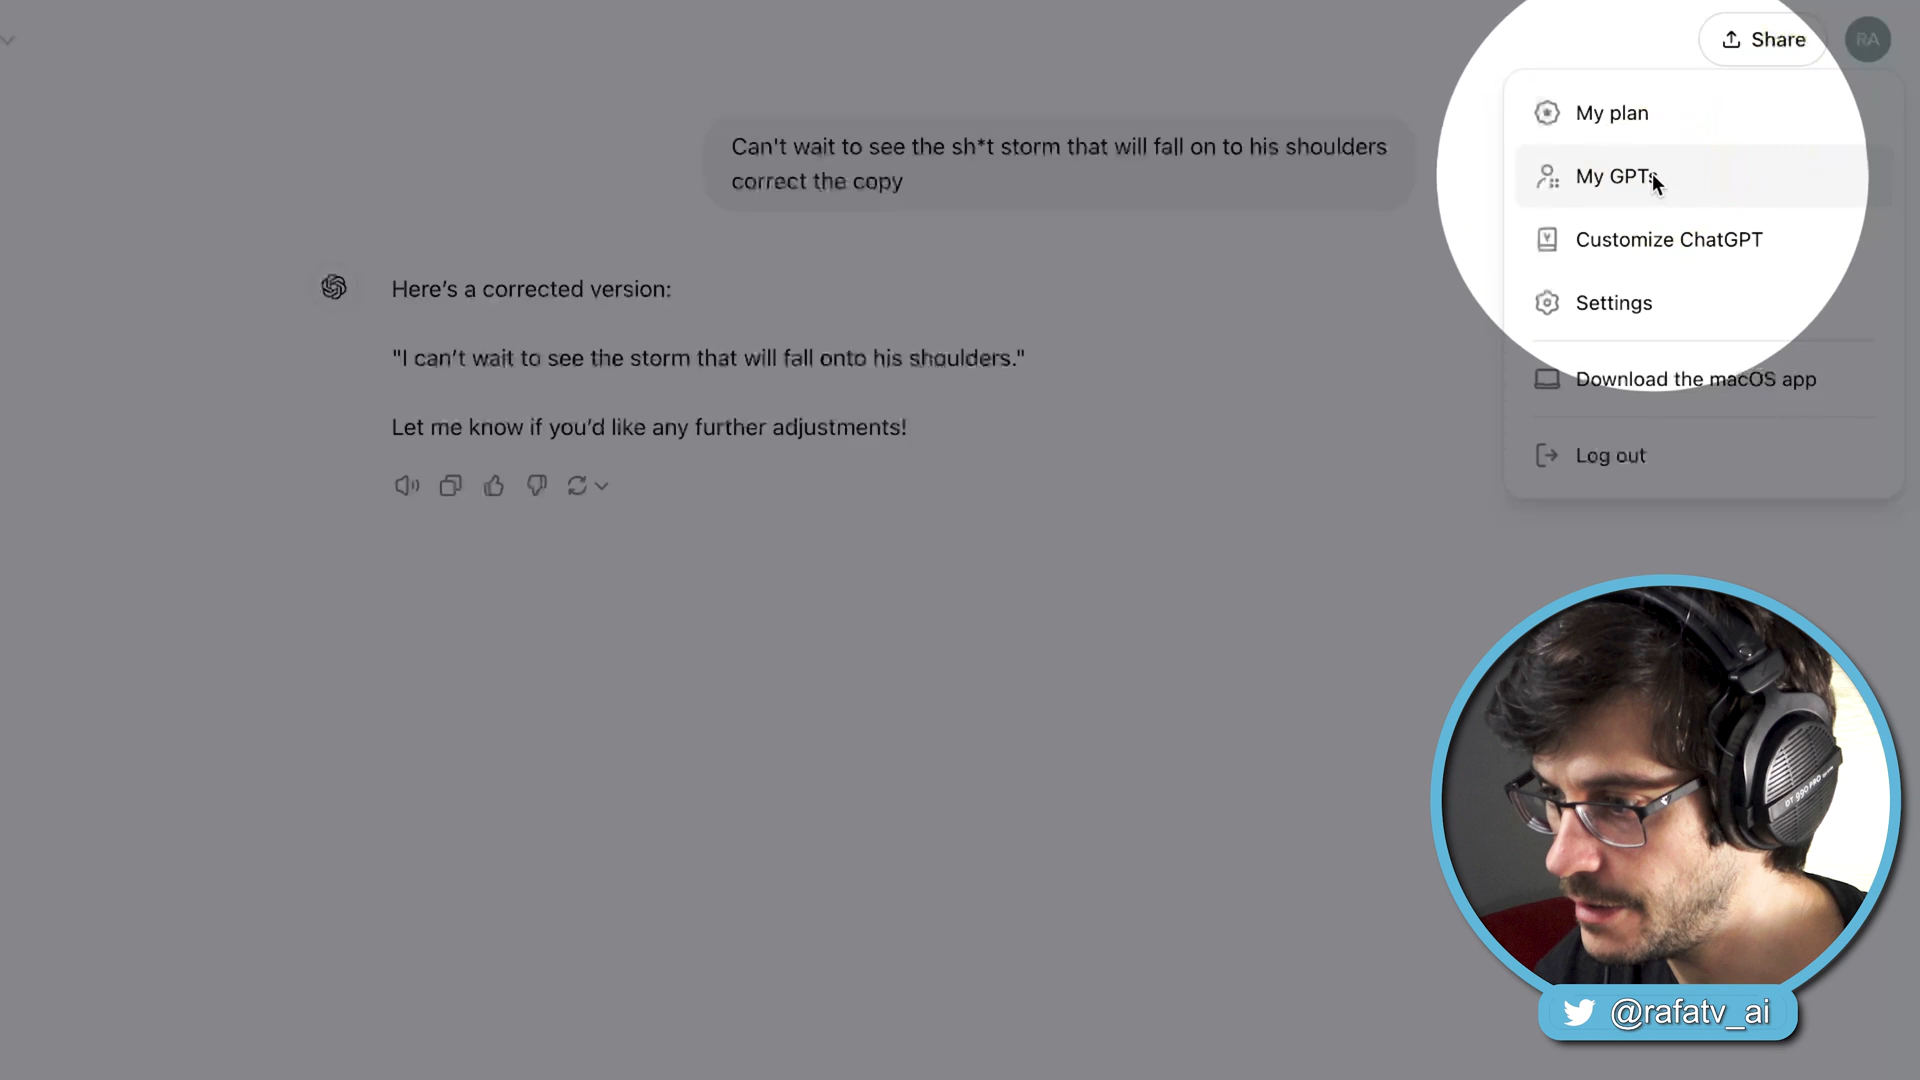 Share
RA
My plan
My GPTs
Customize ChatGPT
Settings
Download the macOS app
Log out
Can't wait to see the sh*t storm that will fall on to his shoulders
correct the copy
Here’s a corrected version:
"I can’t wait to see the storm that will fall onto his shoulders."
Let me know if you’d like any further adjustments!
DT 990 PRO
@rafatv_ai